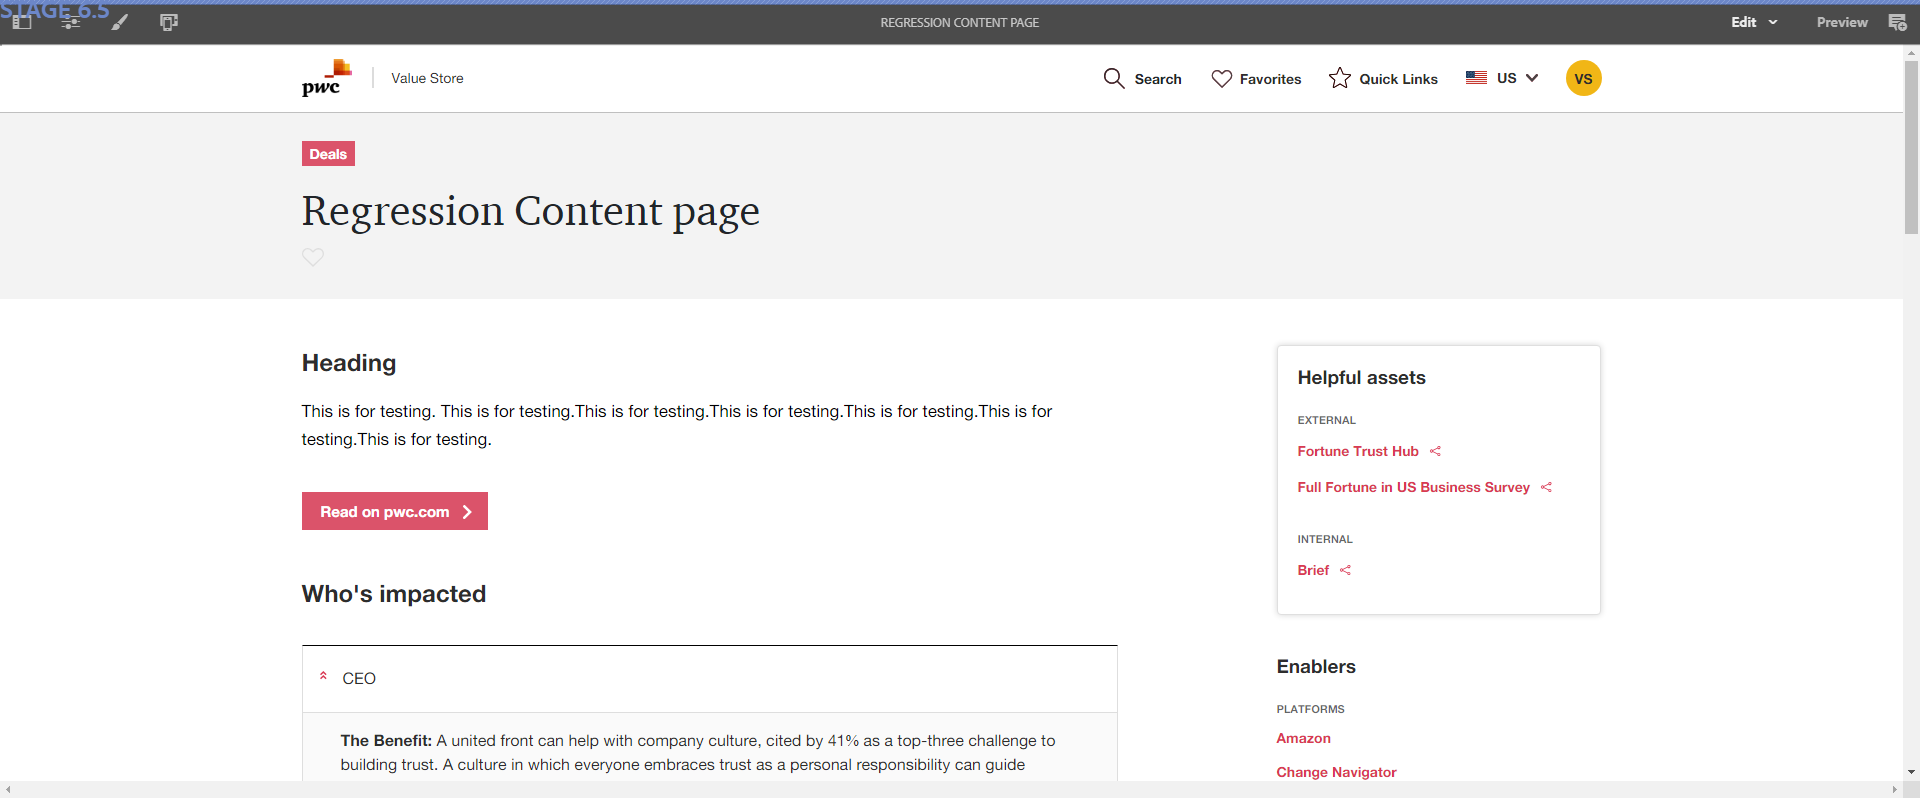 STAGE 6.5
REGRESSION CONTENT PAGE
Edit
Preview
pwc
Value Store
Search
Favorites
Quick Links
US
VS
Deals
Regression Content page
Heading
This is for testing. This is for testing.This is for testing.This is for testing.This is for testing.This is for
testing.This is for testing.
Read on pwc.com
Who's impacted
CEO
The Benefit: A united front can help with company culture, cited by 41% as a top-three challenge to
building trust. A culture in which everyone embraces trust as a personal responsibility can guide
Helpful assets
EXTERNAL
Fortune Trust Hub
Full Fortune in US Business Survey
INTERNAL
Brief
Enablers
PLATFORMS
Amazon
Change Navigator